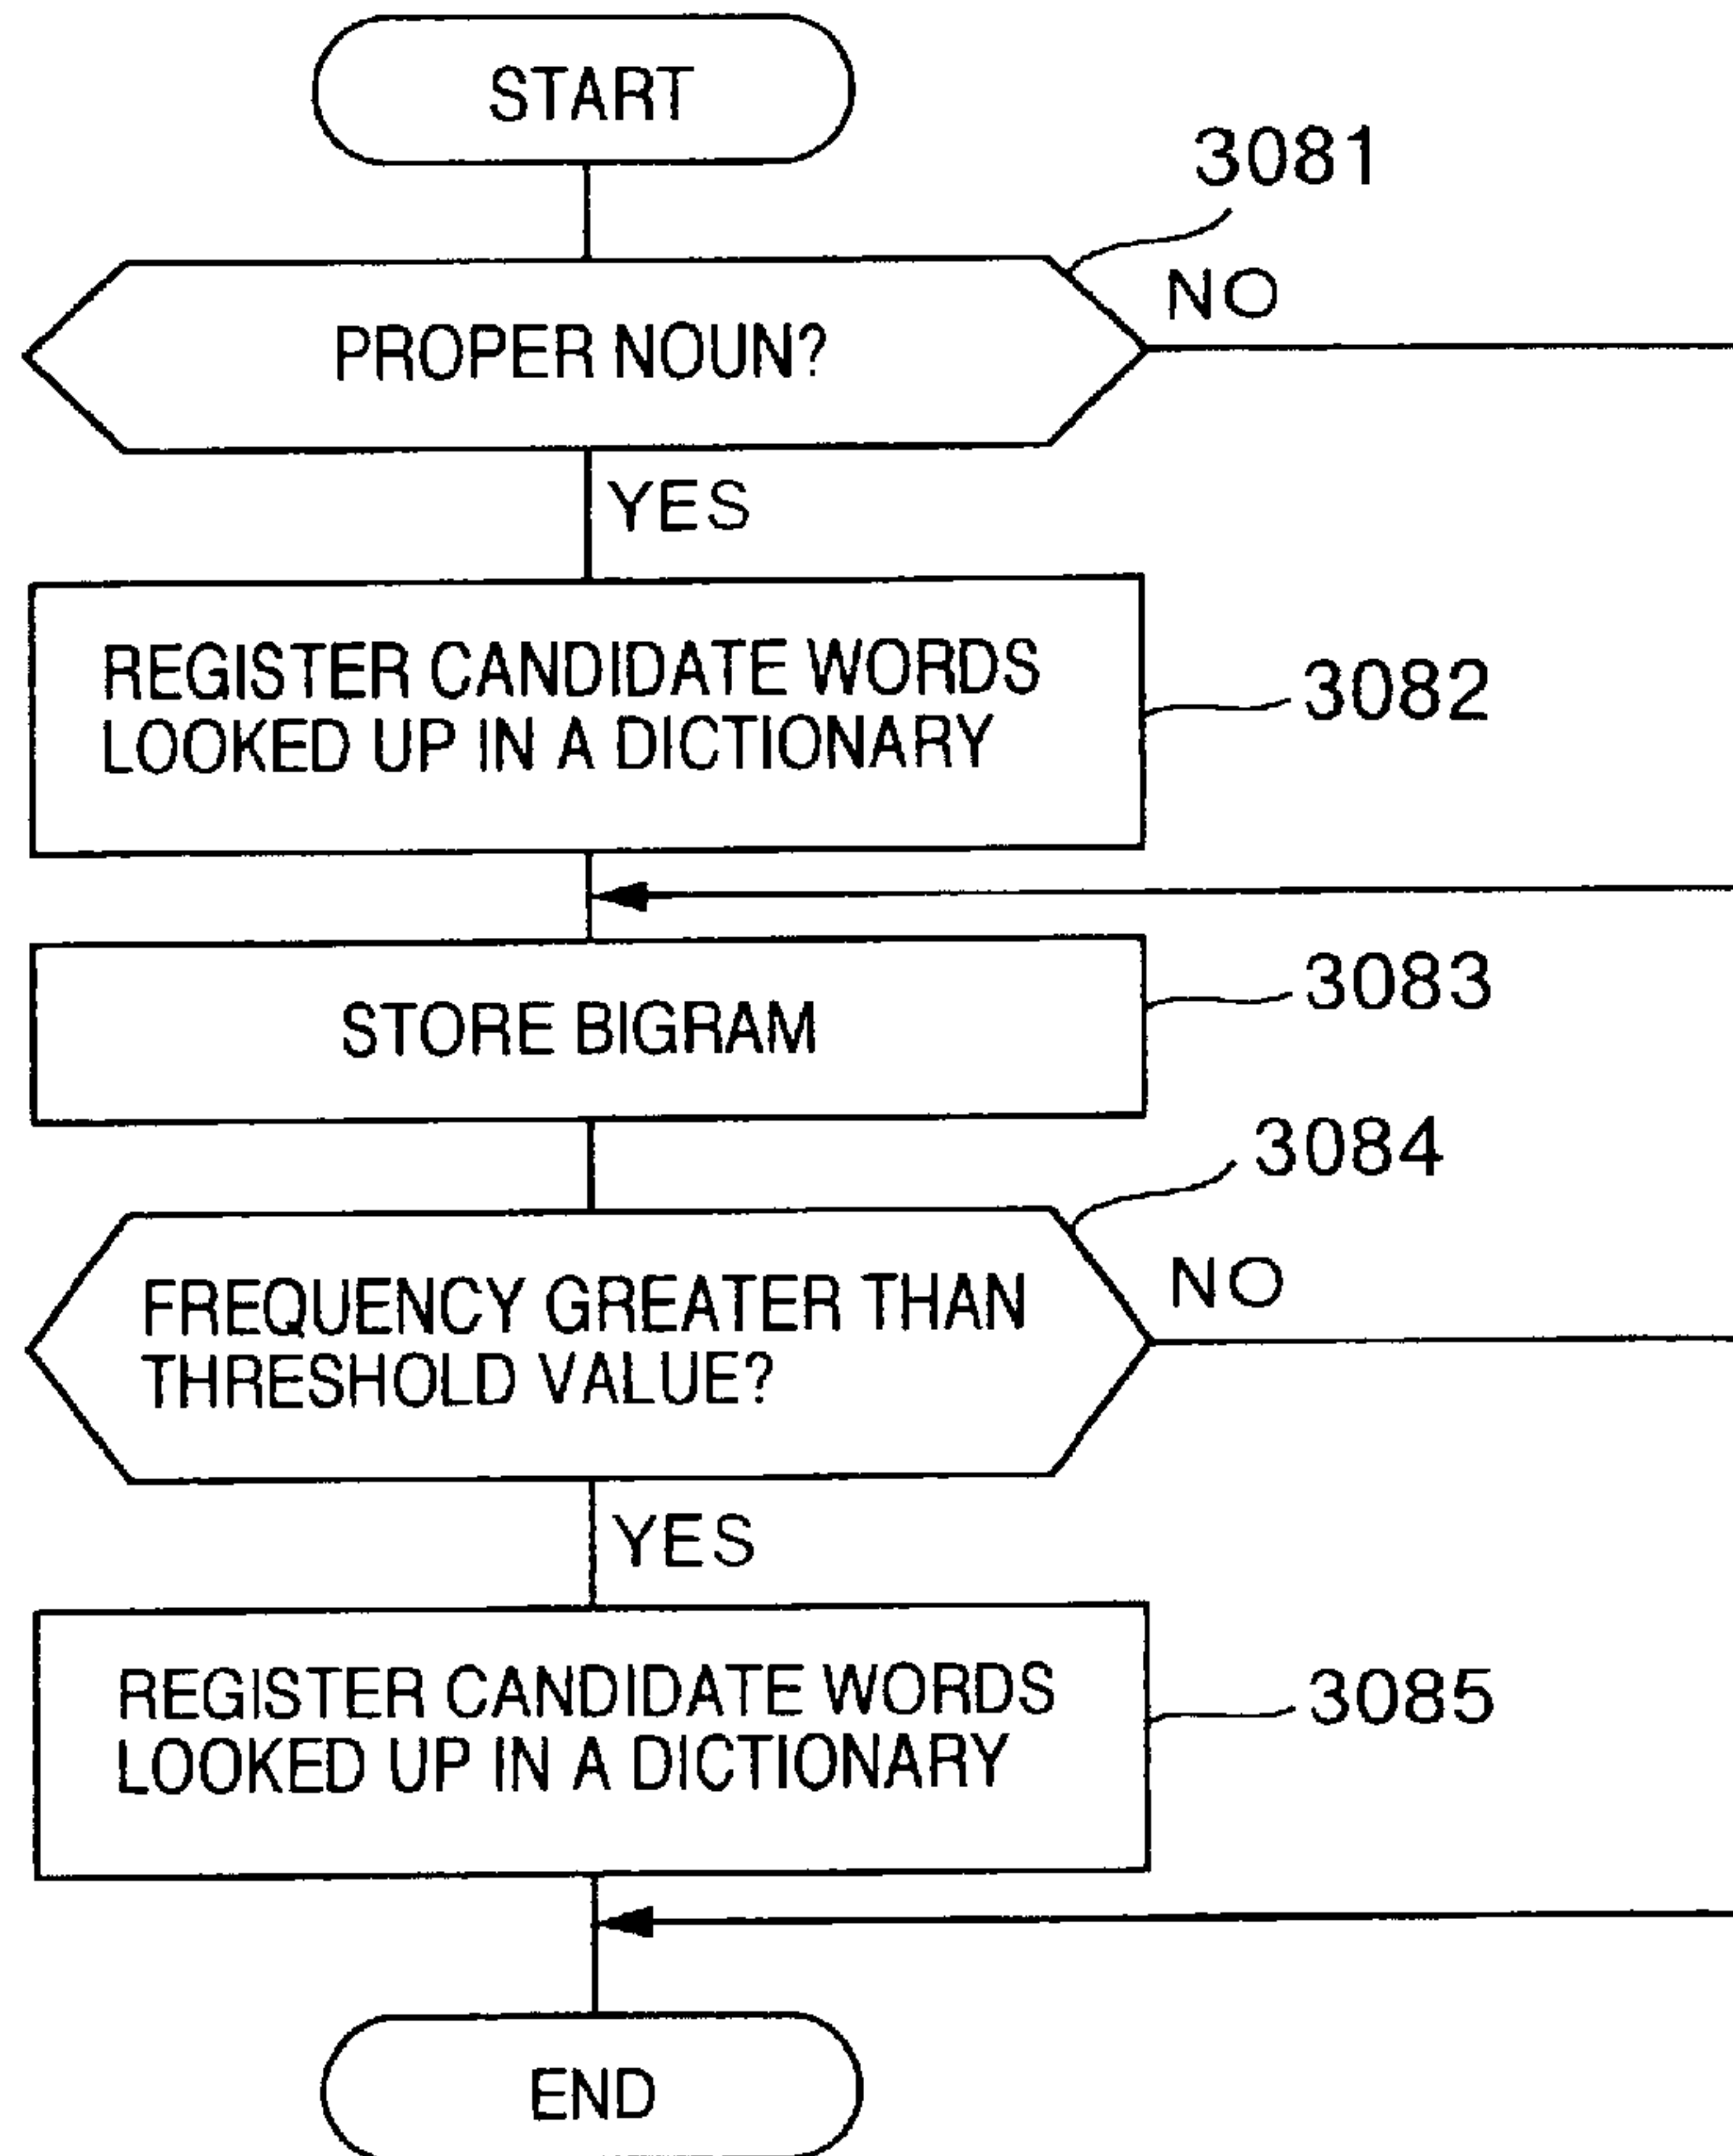 START
3081
NO
PROPER NOUN?
YES
REGISTER CANDIDATE WORDS
LOOKED UP IN A DICTIONARY
3082
STORE BIGRAM
3083
3084
NO
FREQUENCY GREATER THAN
THRESHOLD VALUE?
YES
REGISTER CANDIDATE WORDS
LOOKED UP IN A DICTIONARY
3085
END